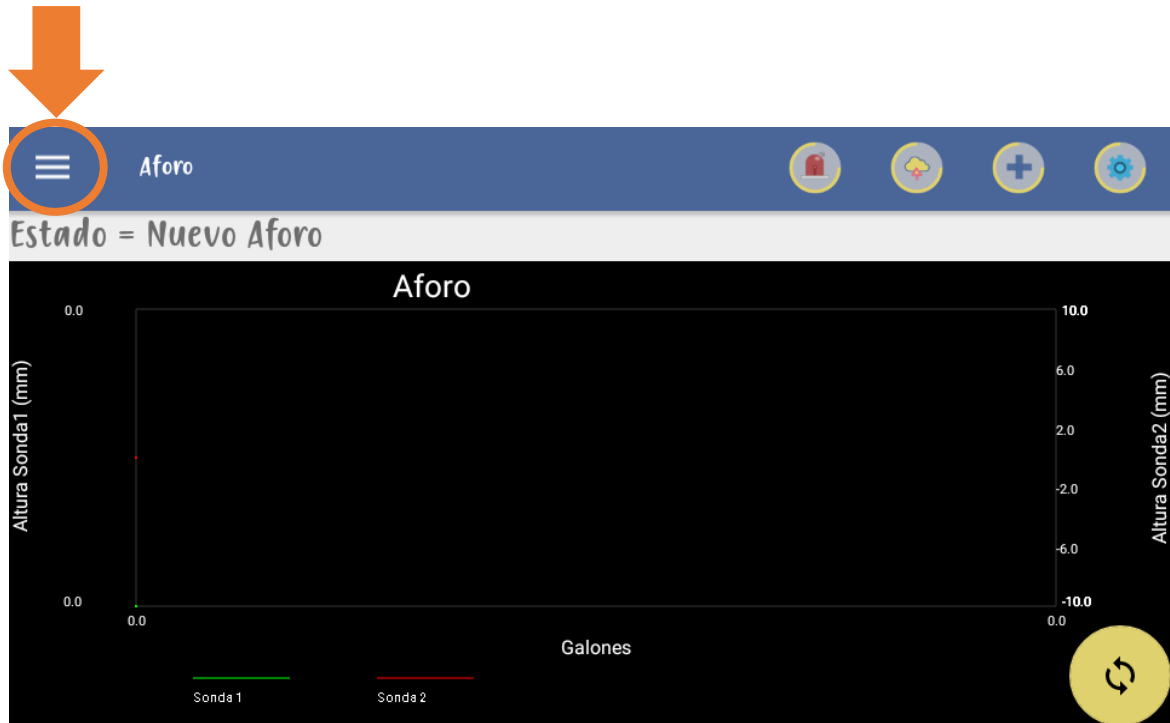 Aforo
Estado = Nuevo Aforo
Aforo
0.0
10.0
6.0
Altura Sonda1 (mm)
Altura Sonda2 (mm)
2.0
-2.0
-6.0
0.0
-10.0
0.0
0.0
Galones
Sonda 1
Sonda 2